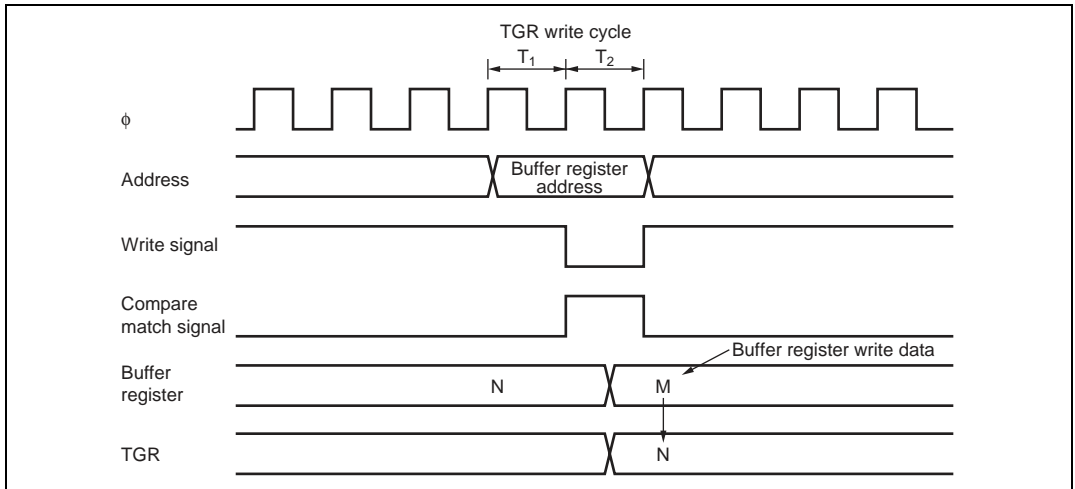 TGR write cycle
T1 T2
ϕ
Address
Buffer register
address
Write signal
Compare
match signal
Buffer register write data
Buffer
register
N M
TGR
N